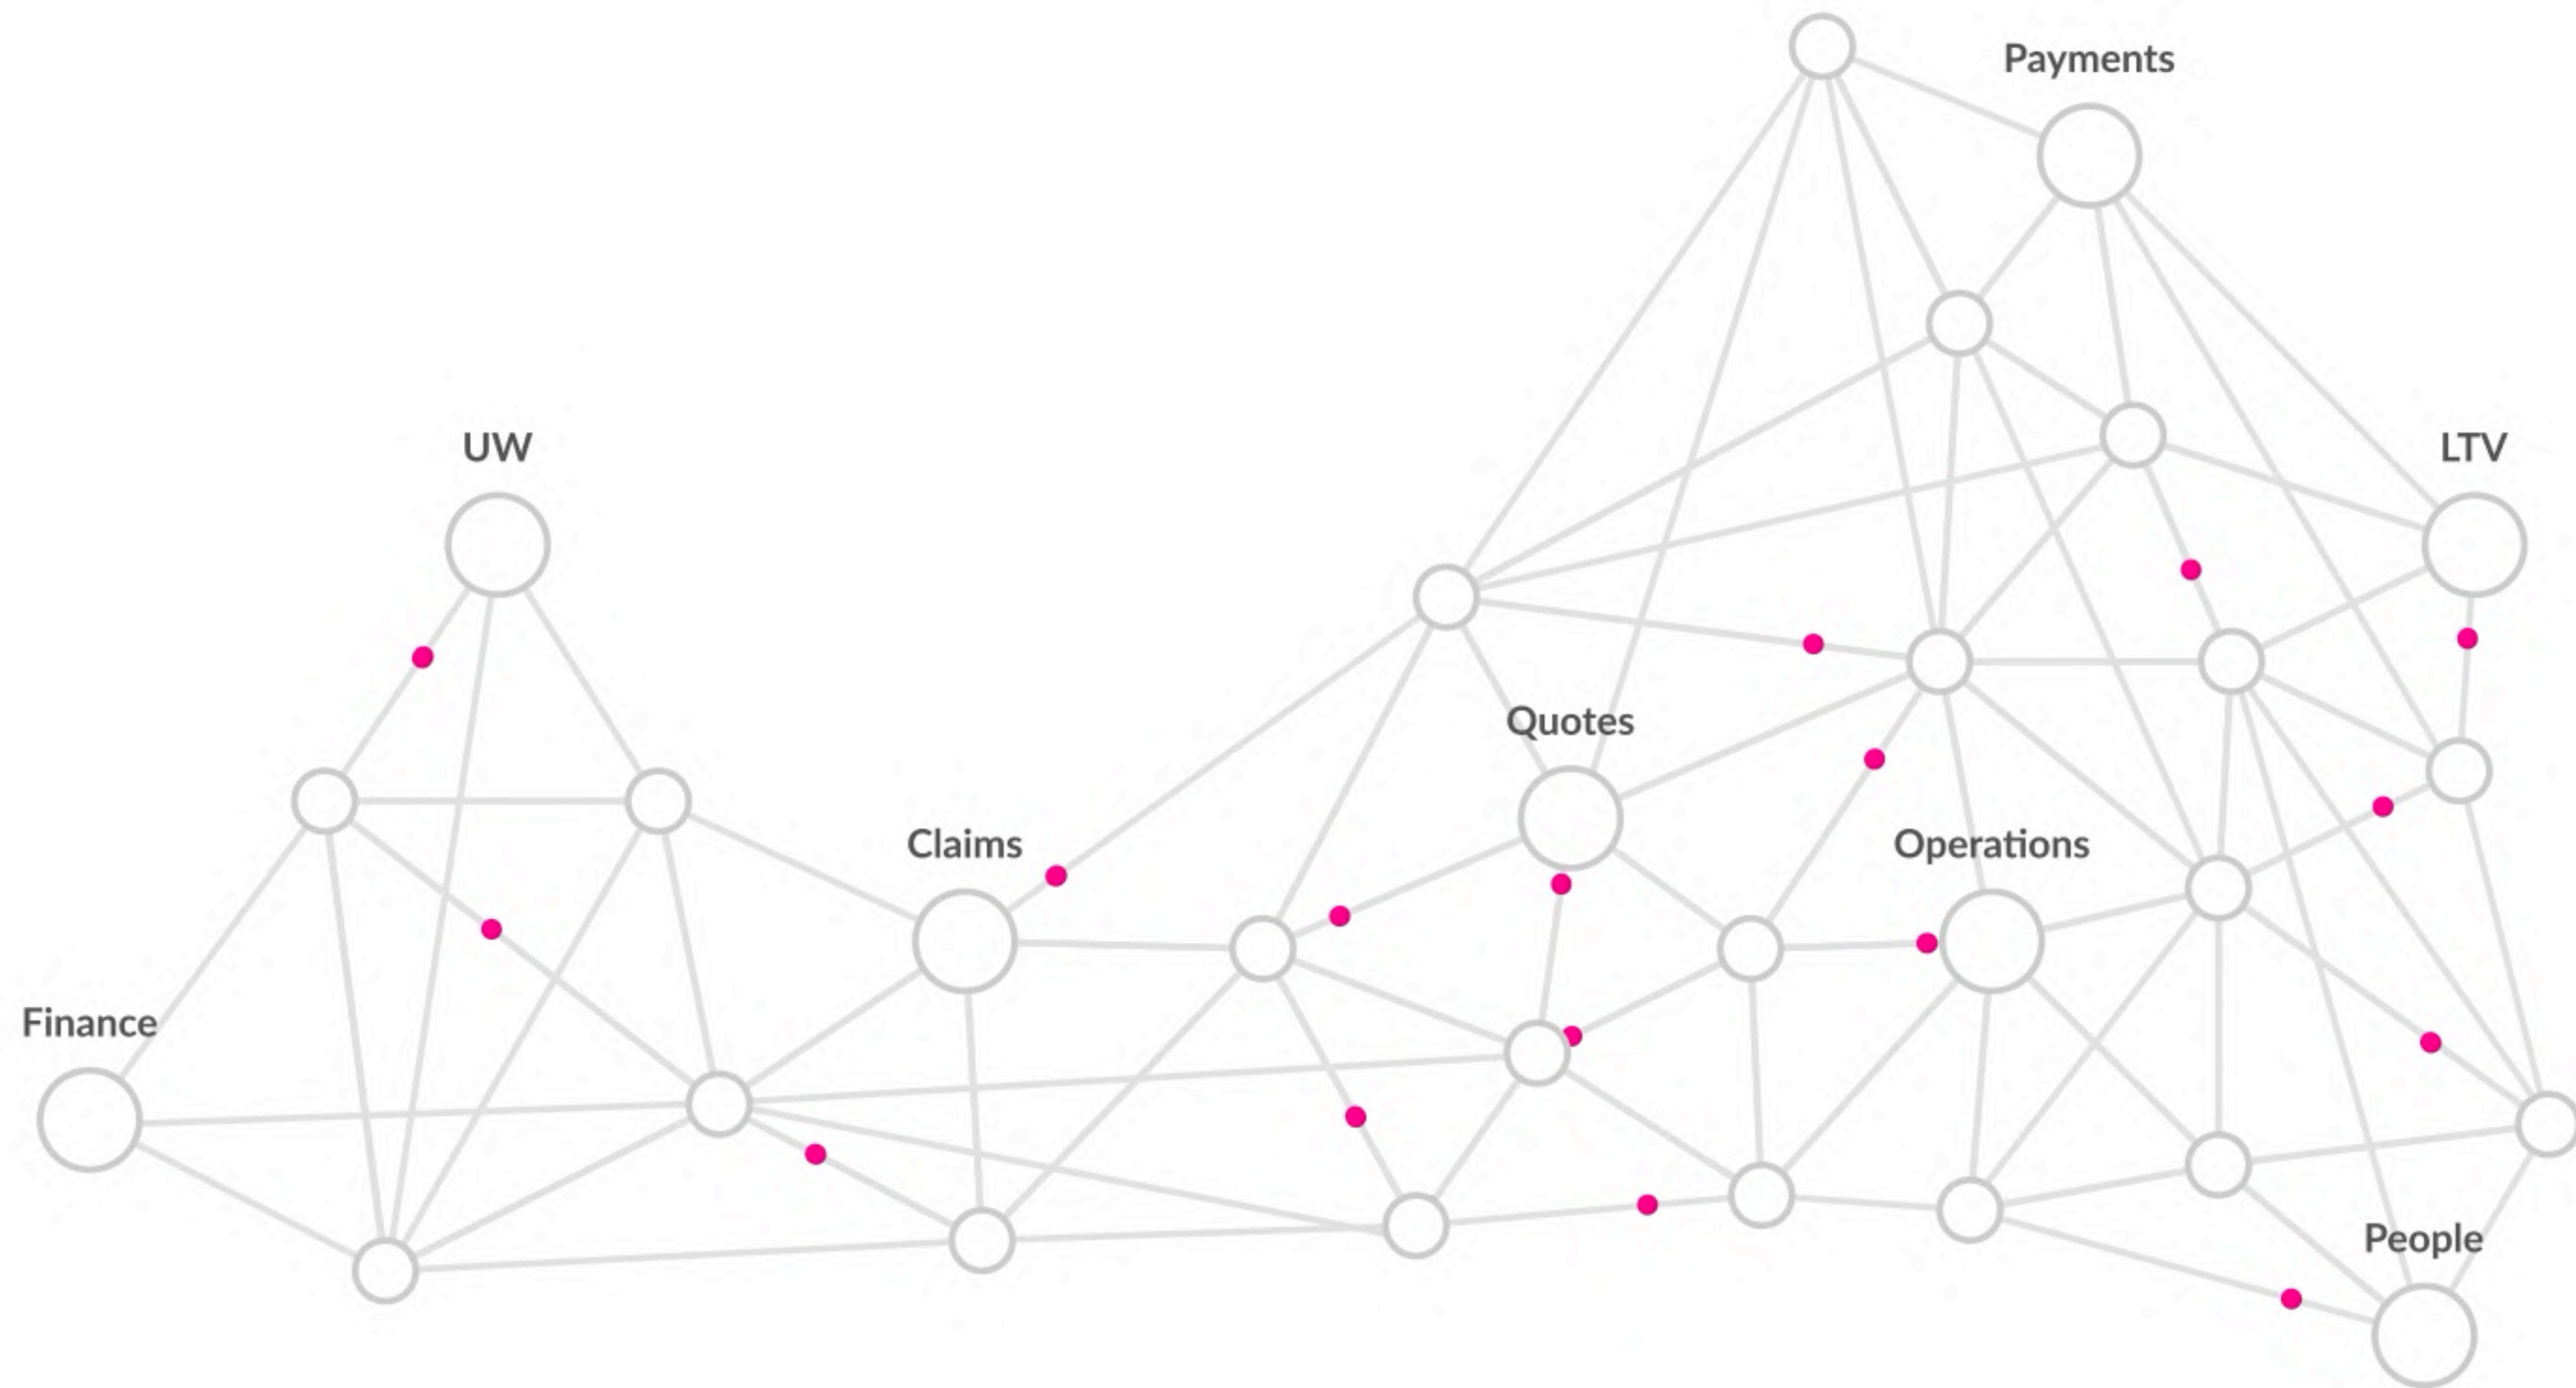 Payments
UW
LTV
Quotes
Claims
Operations
Finance
People